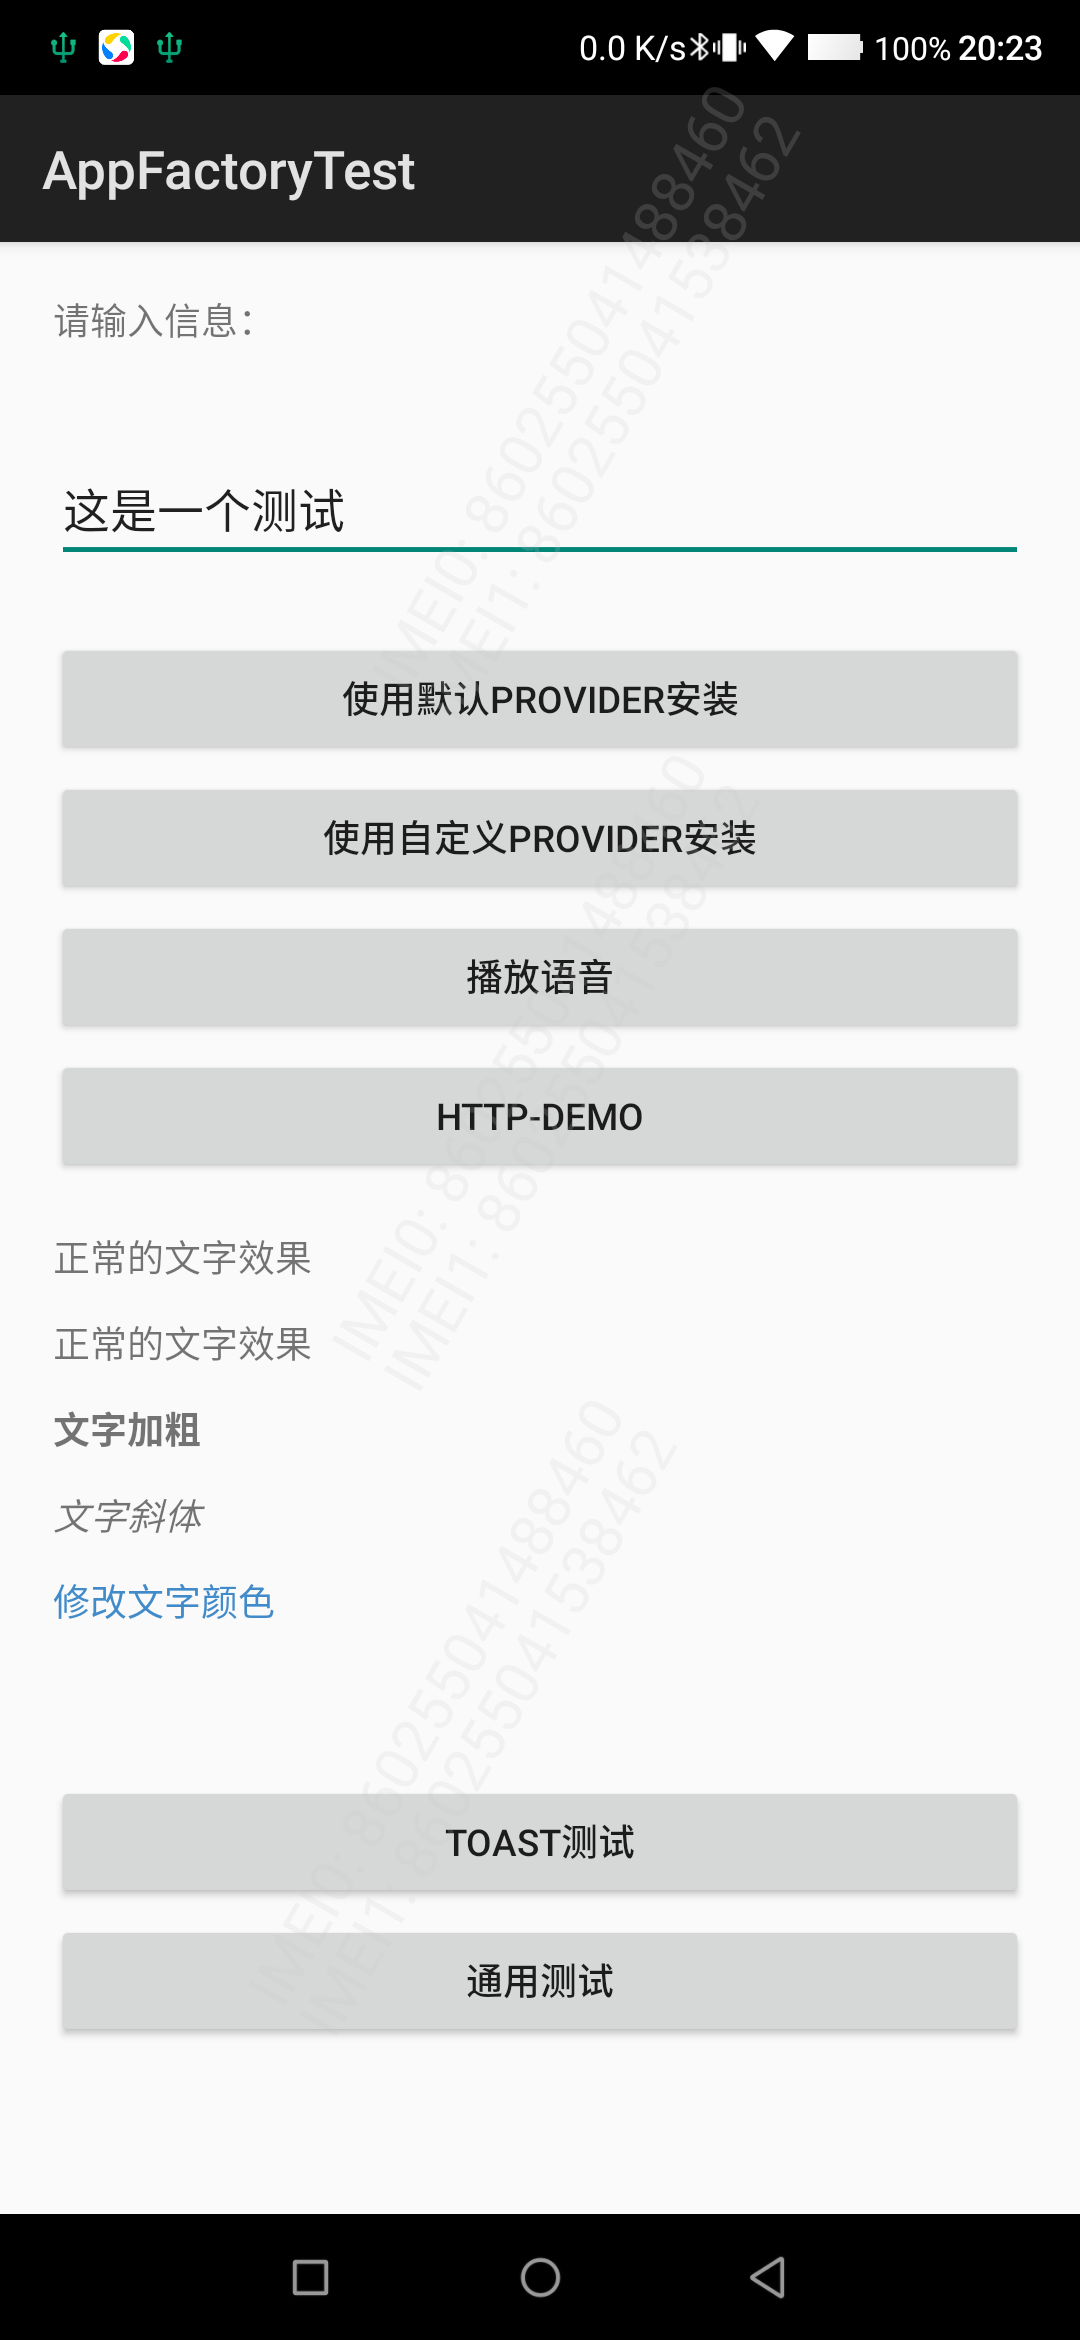 0.0 K/s 100% 20:23
AppFactoryTest
请输入信息：
这是一个测试
使用默认PROVIDER安装
使用自定义PROVIDER安装
播放语音
HTTP-DEMO
正常的文字效果
正常的文字效果
文字加粗
文字斜体
修改文字颜色
TOAST测试
通用测试
IMEI0: 860255041488460
IMEI1: 860255041538462
IMEI0: 860255041488460
IMEI1: 860255041538462
IMEI0: 860255041488460
IMEI1: 860255041538462